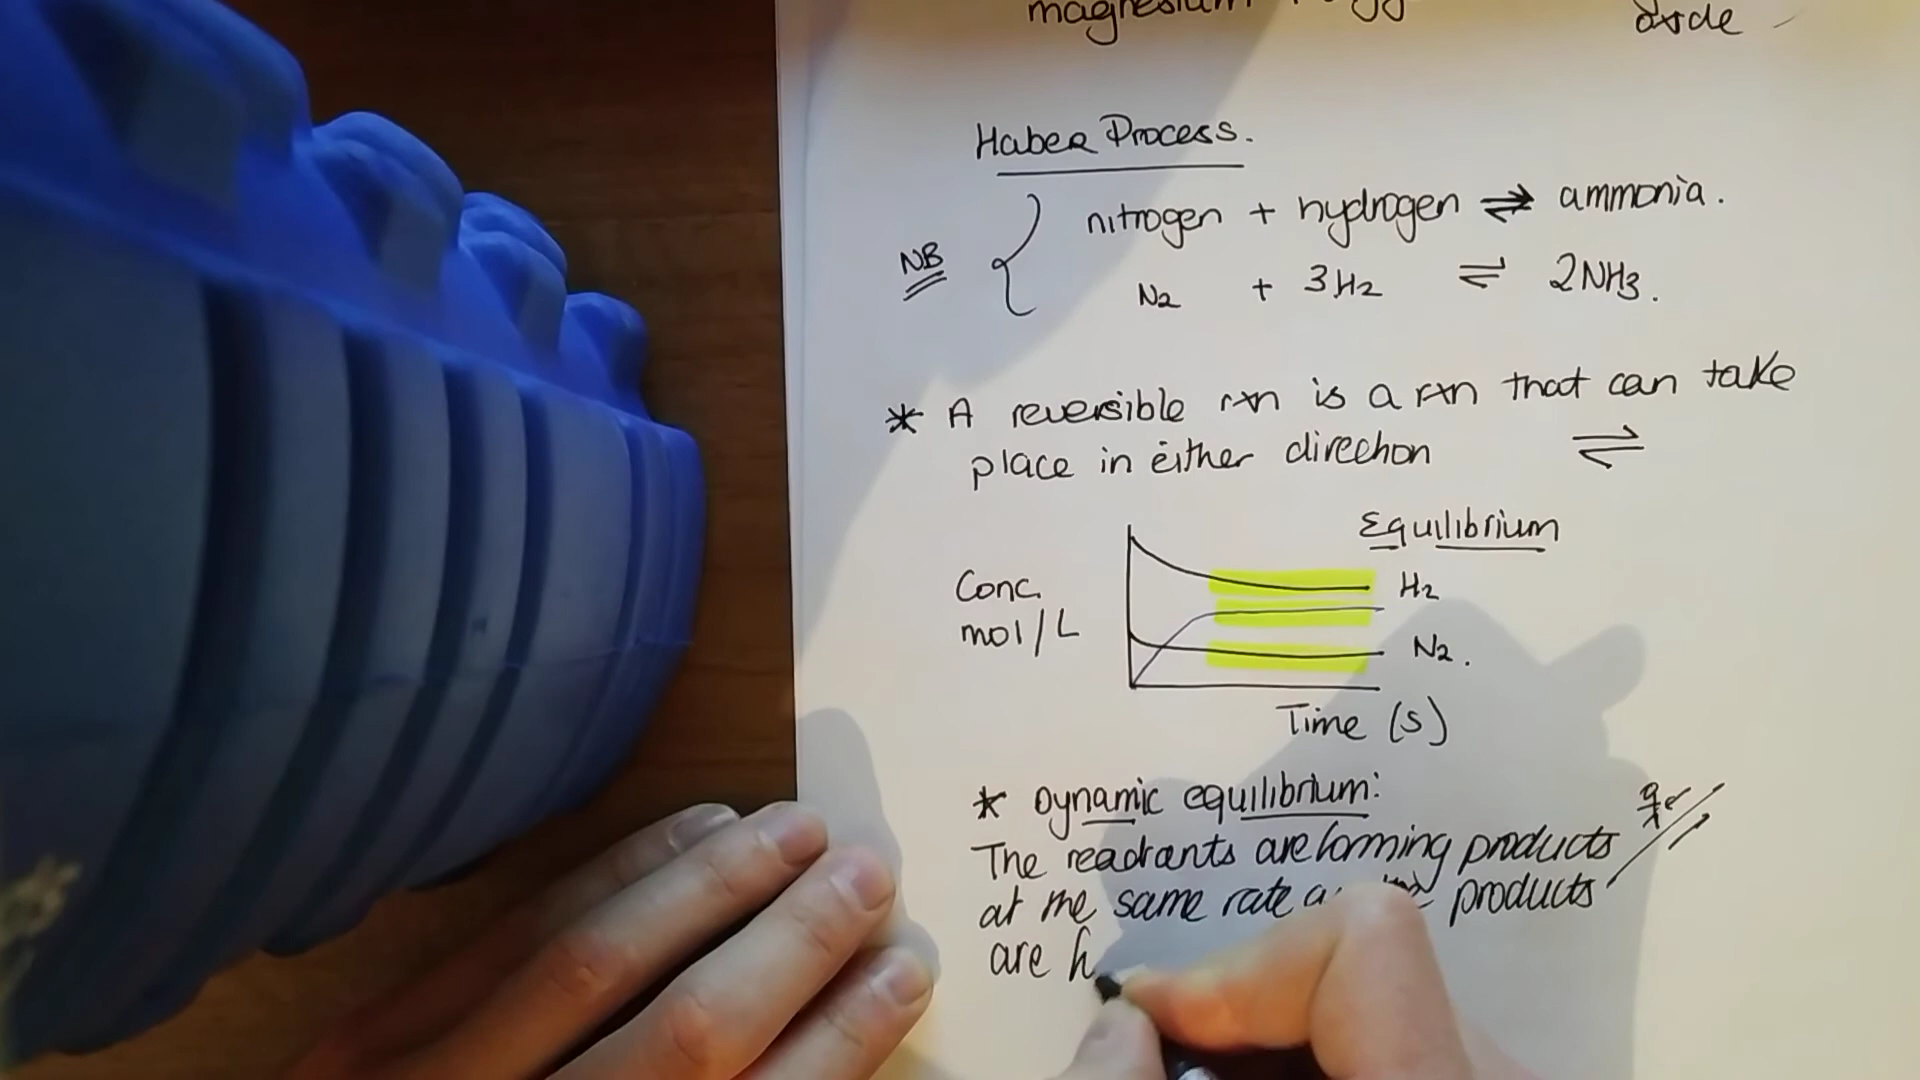 magnesium +
Haber Process.
nitrogen + hydrogen ⇌ ammonia.
NB
N2 + 3H2 ⇌ 2NH3.
* A reversible rxn is a rxn that can take
place in either direction ⇌
Equilibrium
Conc.
mol/L
H2
N2.
Time (s)
* Dynamic equilibrium:
The reactants are forming products
at the same rate products
are